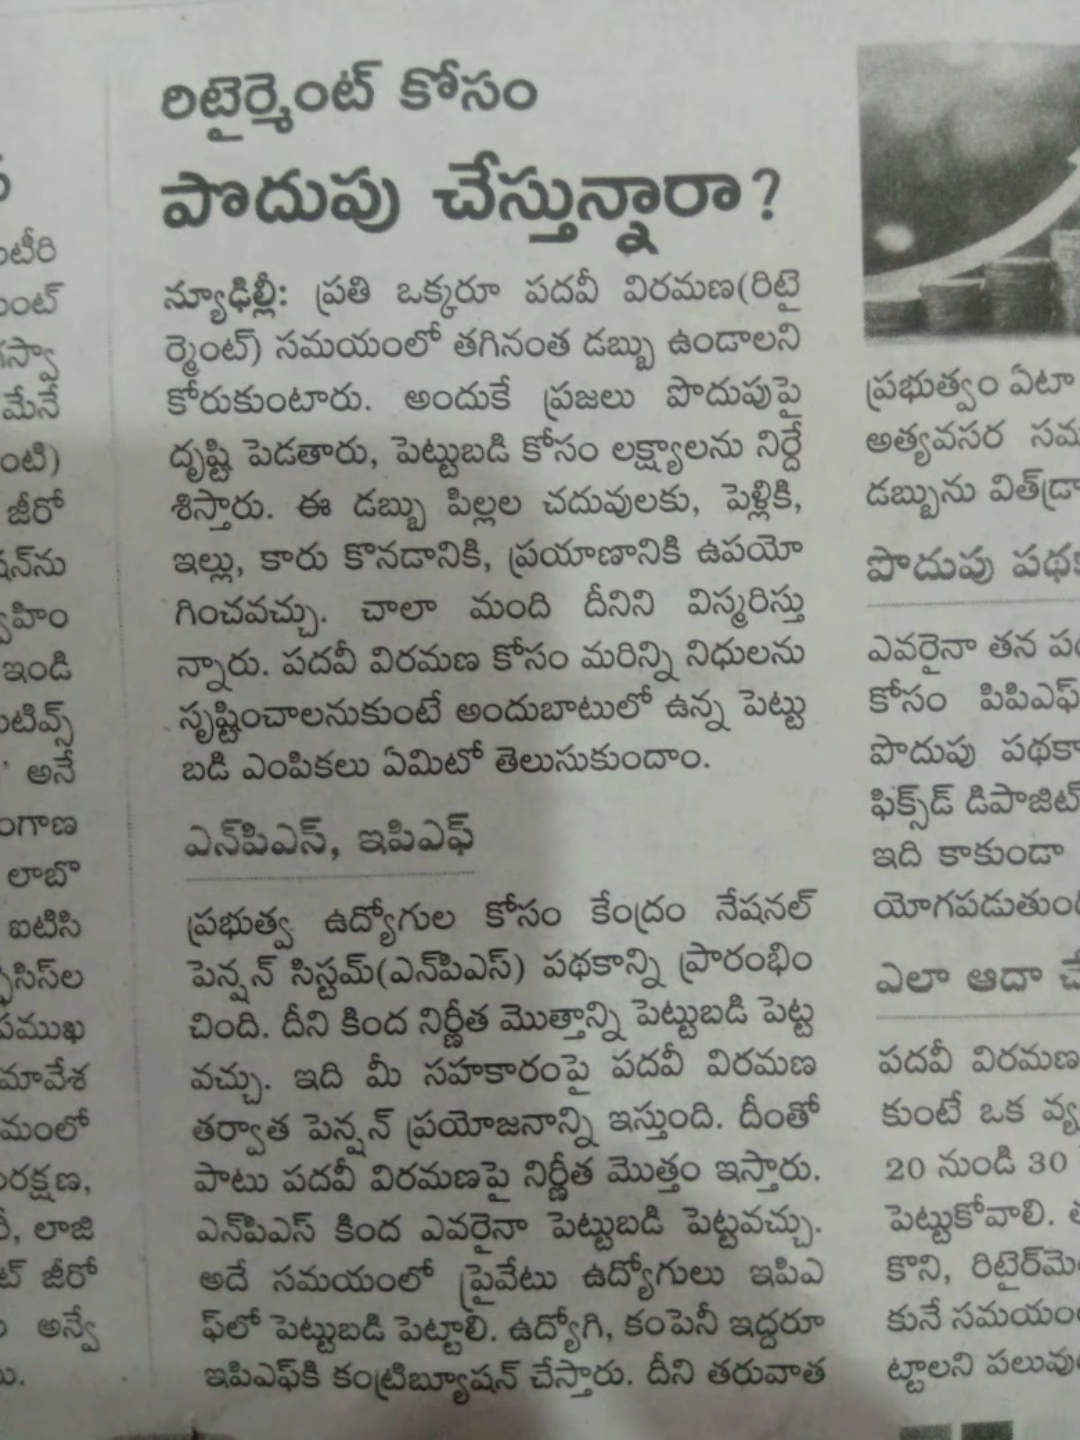 రిటైర్మెంట్ కోసం
పొదుపు చేస్తున్నారా?
న్యూఢిల్లీ: ప్రతి ఒక్కరూ పదవీ విరమణ(రిటై
ర్మెంట్) సమయంలో తగినంత డబ్బు ఉండాలని
కోరుకుంటారు. అందుకే ప్రజలు పొదుపుపై
దృష్టి పెడతారు, పెట్టుబడి కోసం లక్ష్యాలను నిర్దే
శిస్తారు. ఈ డబ్బు పిల్లల చదువులకు, పెళ్లికి,
ఇల్లు, కారు కొనడానికి, ప్రయాణానికి ఉపయో
గించవచ్చు. చాలా మంది దీనిని విస్మరిస్తు
న్నారు. పదవీ విరమణ కోసం మరిన్ని నిధులను
సృష్టించాలనుకుంటే అందుబాటులో ఉన్న పెట్టు
బడి ఎంపికలు ఏమిటో తెలుసుకుందాం.
ఎన్‌పిఎస్, ఇపిఎఫ్
ప్రభుత్వ ఉద్యోగుల కోసం కేంద్రం నేషనల్
పెన్షన్ సిస్టమ్(ఎన్‌పిఎస్) పథకాన్ని ప్రారంభిం
చింది. దీని కింద నిర్ణీత మొత్తాన్ని పెట్టుబడి పెట్ట
వచ్చు. ఇది మీ సహకారంపై పదవీ విరమణ
తర్వాత పెన్షన్ ప్రయోజనాన్ని ఇస్తుంది. దీంతో
పాటు పదవీ విరమణపై నిర్ణీత మొత్తం ఇస్తారు.
ఎన్‌పిఎస్ కింద ఎవరైనా పెట్టుబడి పెట్టవచ్చు.
అదే సమయంలో ప్రైవేటు ఉద్యోగులు ఇపిఎ
ఫ్‌లో పెట్టుబడి పెట్టాలి. ఉద్యోగి, కంపెనీ ఇద్దరూ
ఇపిఎఫ్‌కి కంట్రిబ్యూషన్ చేస్తారు. దీని తరువాత
ప్రభుత్వం ఏటా
అత్యవసర
డబ్బును
పొదుపు
ఎవరైనా తన
కోసం పిపిఎఫ్
పొదుపు
ఫిక్స్‌డ్ డిపాజిట్
ఇది కాకుండా
ఎలా ఆదా
పదవీ విరమణ
కుంటే ఒక
20 నుండి 30
పెట్టుకోవాలి.
కొని,
కునే
ట్టాలని
జీరో
ఇండి
అనే
లాబొ
ఐటిసి
లాజి
జీరో